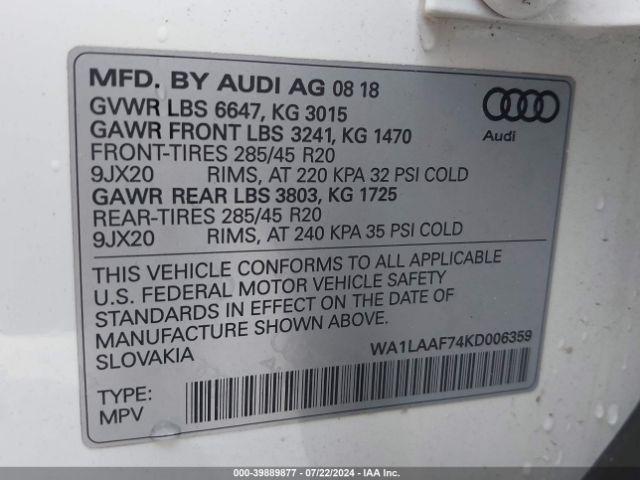 MFD. BY AUDI AG 08 18
GVWR LBS 6647, KG 3015
GAWR FRONT LBS 3241, KG 1470
FRONT-TIRES 285/45 R20
9JX20 RIMS, AT 220 KPA 32 PSI COLD
GAWR REAR LBS 3803, KG 1725
REAR-TIRES 285/45 R20
9JX20 RIMS, AT 240 KPA 35 PSI COLD
Audi
THIS VEHICLE CONFORMS TO ALL APPLICABLE
U.S. FEDERAL MOTOR VEHICLE SAFETY
STANDARDS IN EFFECT ON THE DATE OF
MANUFACTURE SHOWN ABOVE.
SLOVAKIA
WA1LAAF74KD006359
TYPE:
MPV
000-39889877 - 07/22/2024 - IAA Inc.